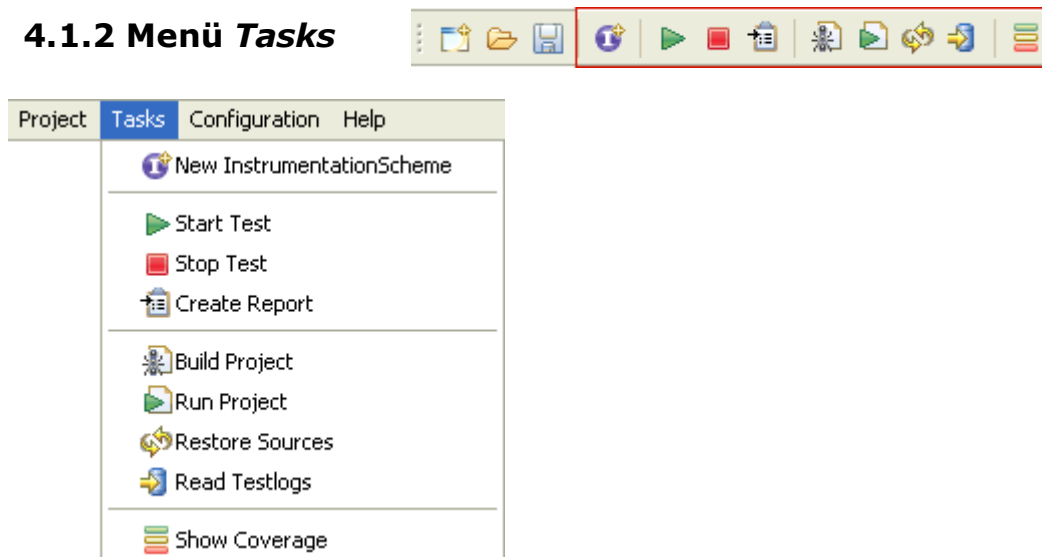 4.1.2 Menü Tasks
Project Tasks Configuration Help
New InstrumentationScheme
Start Test
Stop Test
Create Report
Build Project
Run Project
Restore Sources
Read Testlogs
Show Coverage